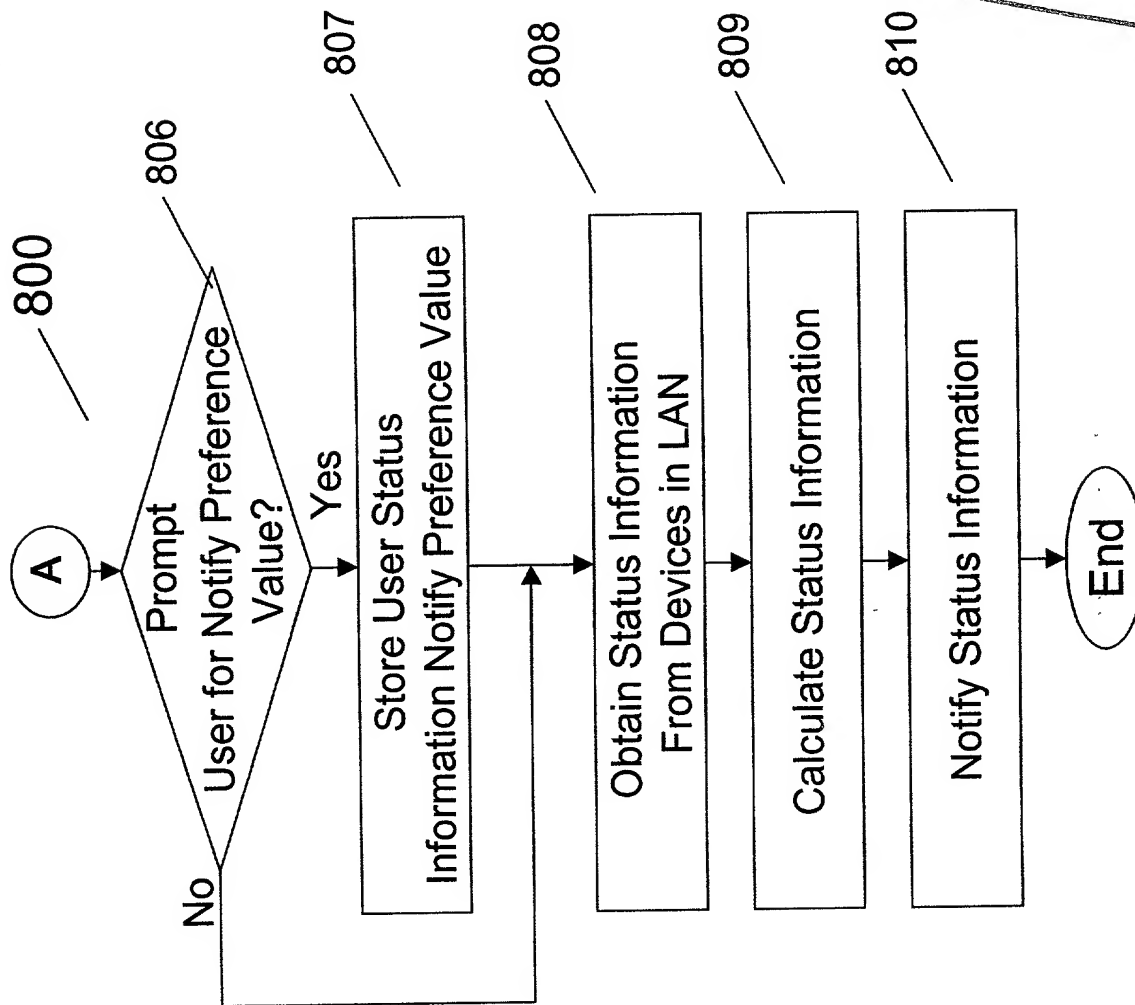 800
A
806
Prompt
User for Notify Preference
Value?
No
Yes
807
Store User Status
Information Notify Preference Value
808
Obtain Status Information
From Devices in LAN
809
Calculate Status Information
810
Notify Status Information
End